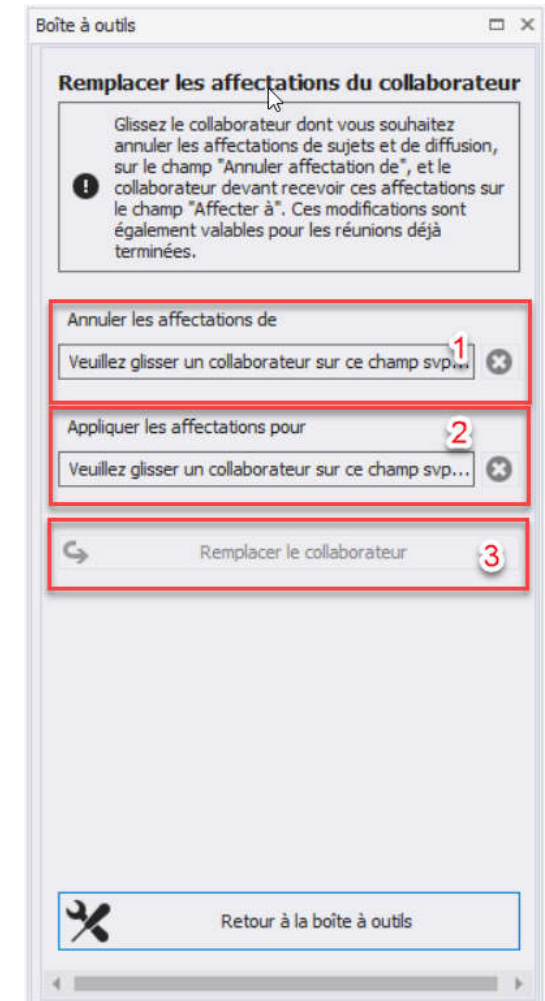 Boîte à outils
Remplacer les affectations du collaborateur
Glissez le collaborateur dont vous souhaitez
annuler les affectations de sujets et de diffusion,
sur le champ "Annuler affectation de", et le
collaborateur devant recevoir ces affectations sur
le champ "Affecter à". Ces modifications sont
également valables pour les réunions déjà
terminées.
Annuler les affectations de
1
Veuillez glisser un collaborateur sur ce champ svp...
Appliquer les affectations pour
2
Veuillez glisser un collaborateur sur ce champ svp...
Remplacer le collaborateur
3
Retour à la boîte à outils